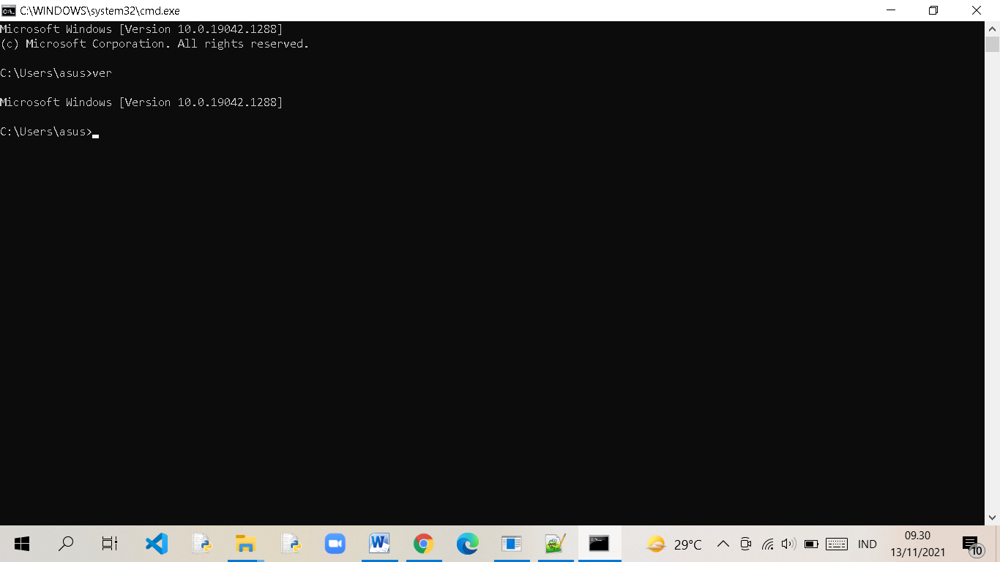 C:\WINDOWS\system32\cmd.exe
Microsoft Windows [Version 10.0.19042.1288]
(c) Microsoft Corporation. All rights reserved.
C:\Users\asus>ver
Microsoft Windows [Version 10.0.19042.1288]
C:\Users\asus>
29°C
IND
09.30
13/11/2021
10